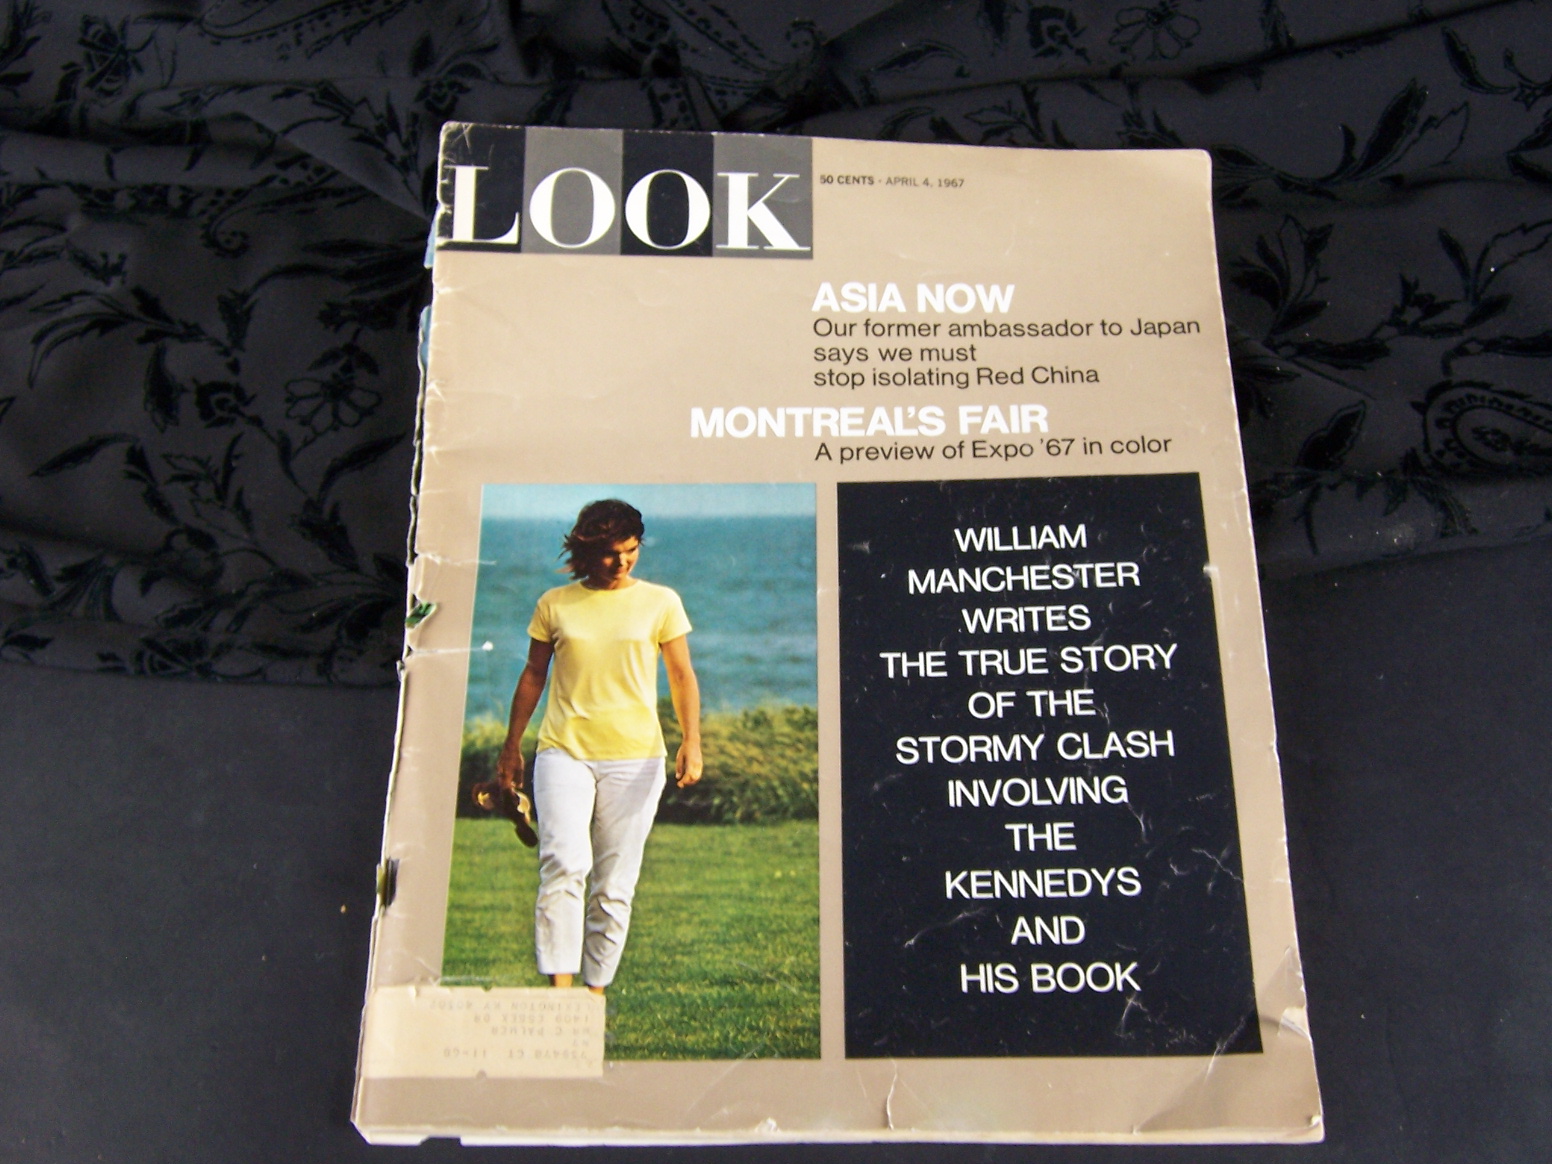 LOOK
50 CENTS · APRIL 4, 1967
ASIA NOW
Our former ambassador to Japan
says we must
stop isolating Red China
MONTREAL'S FAIR
A preview of Expo '67 in color
WILLIAM
MANCHESTER
WRITES
THE TRUE STORY
OF THE
STORMY CLASH
INVOLVING
THE
KENNEDYS
AND
HIS BOOK